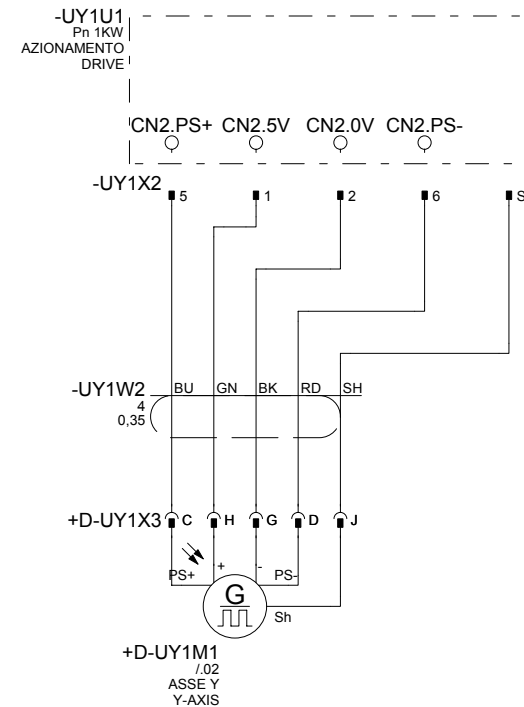 -UY1U1
Pn 1KW
AZIONAMENTO
DRIVE
CN2.PS+ CN2.5V CN2.0V CN2.PS-
-UY1X2
5 1 2 6 S
-UY1W2 BU GN BK RD SH
4
0,35
+D-UY1X3 C H G D J
PS+ + - PS-
G
Sh
+D-UY1M1
/.02
ASSE Y
Y-AXIS